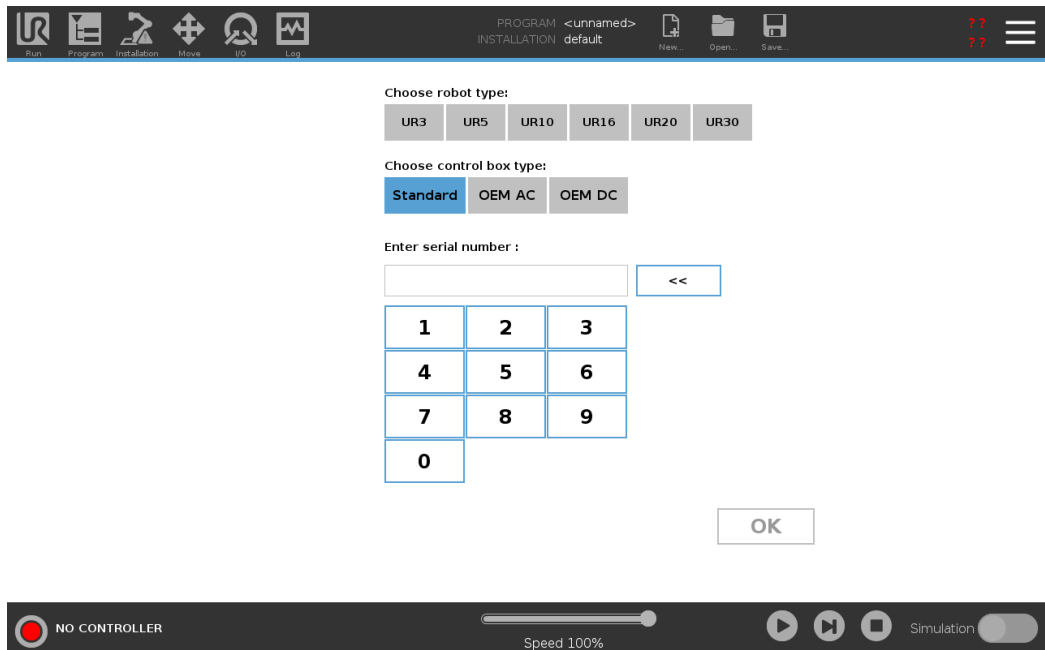 PROGRAM <unnamed>
INSTALLATION default
? ?
? ?
Run Program Installation Move I/O Log New... Open... Save...
Choose robot type:
UR3 UR5 UR10 UR16 UR20 UR30
Choose control box type:
Standard OEM AC OEM DC
Enter serial number :
<<
1 2 3
4 5 6
7 8 9
0
OK
NO CONTROLLER
Speed 100%
Simulation